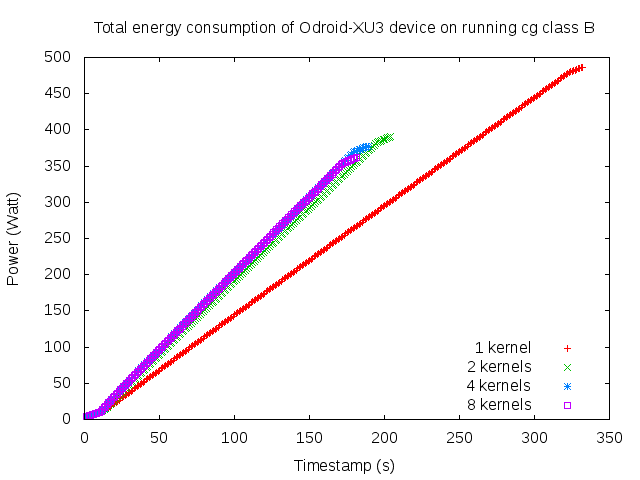 Total energy consumption of Odroid-XU3 device on running cg class B
500
450
400
350
300
250
200
150
100
50
0
Power (Watt)
1 kernel
2 kernels
4 kernels
8 kernels
0 50 100 150 200 250 300 350
Timestamp (s)